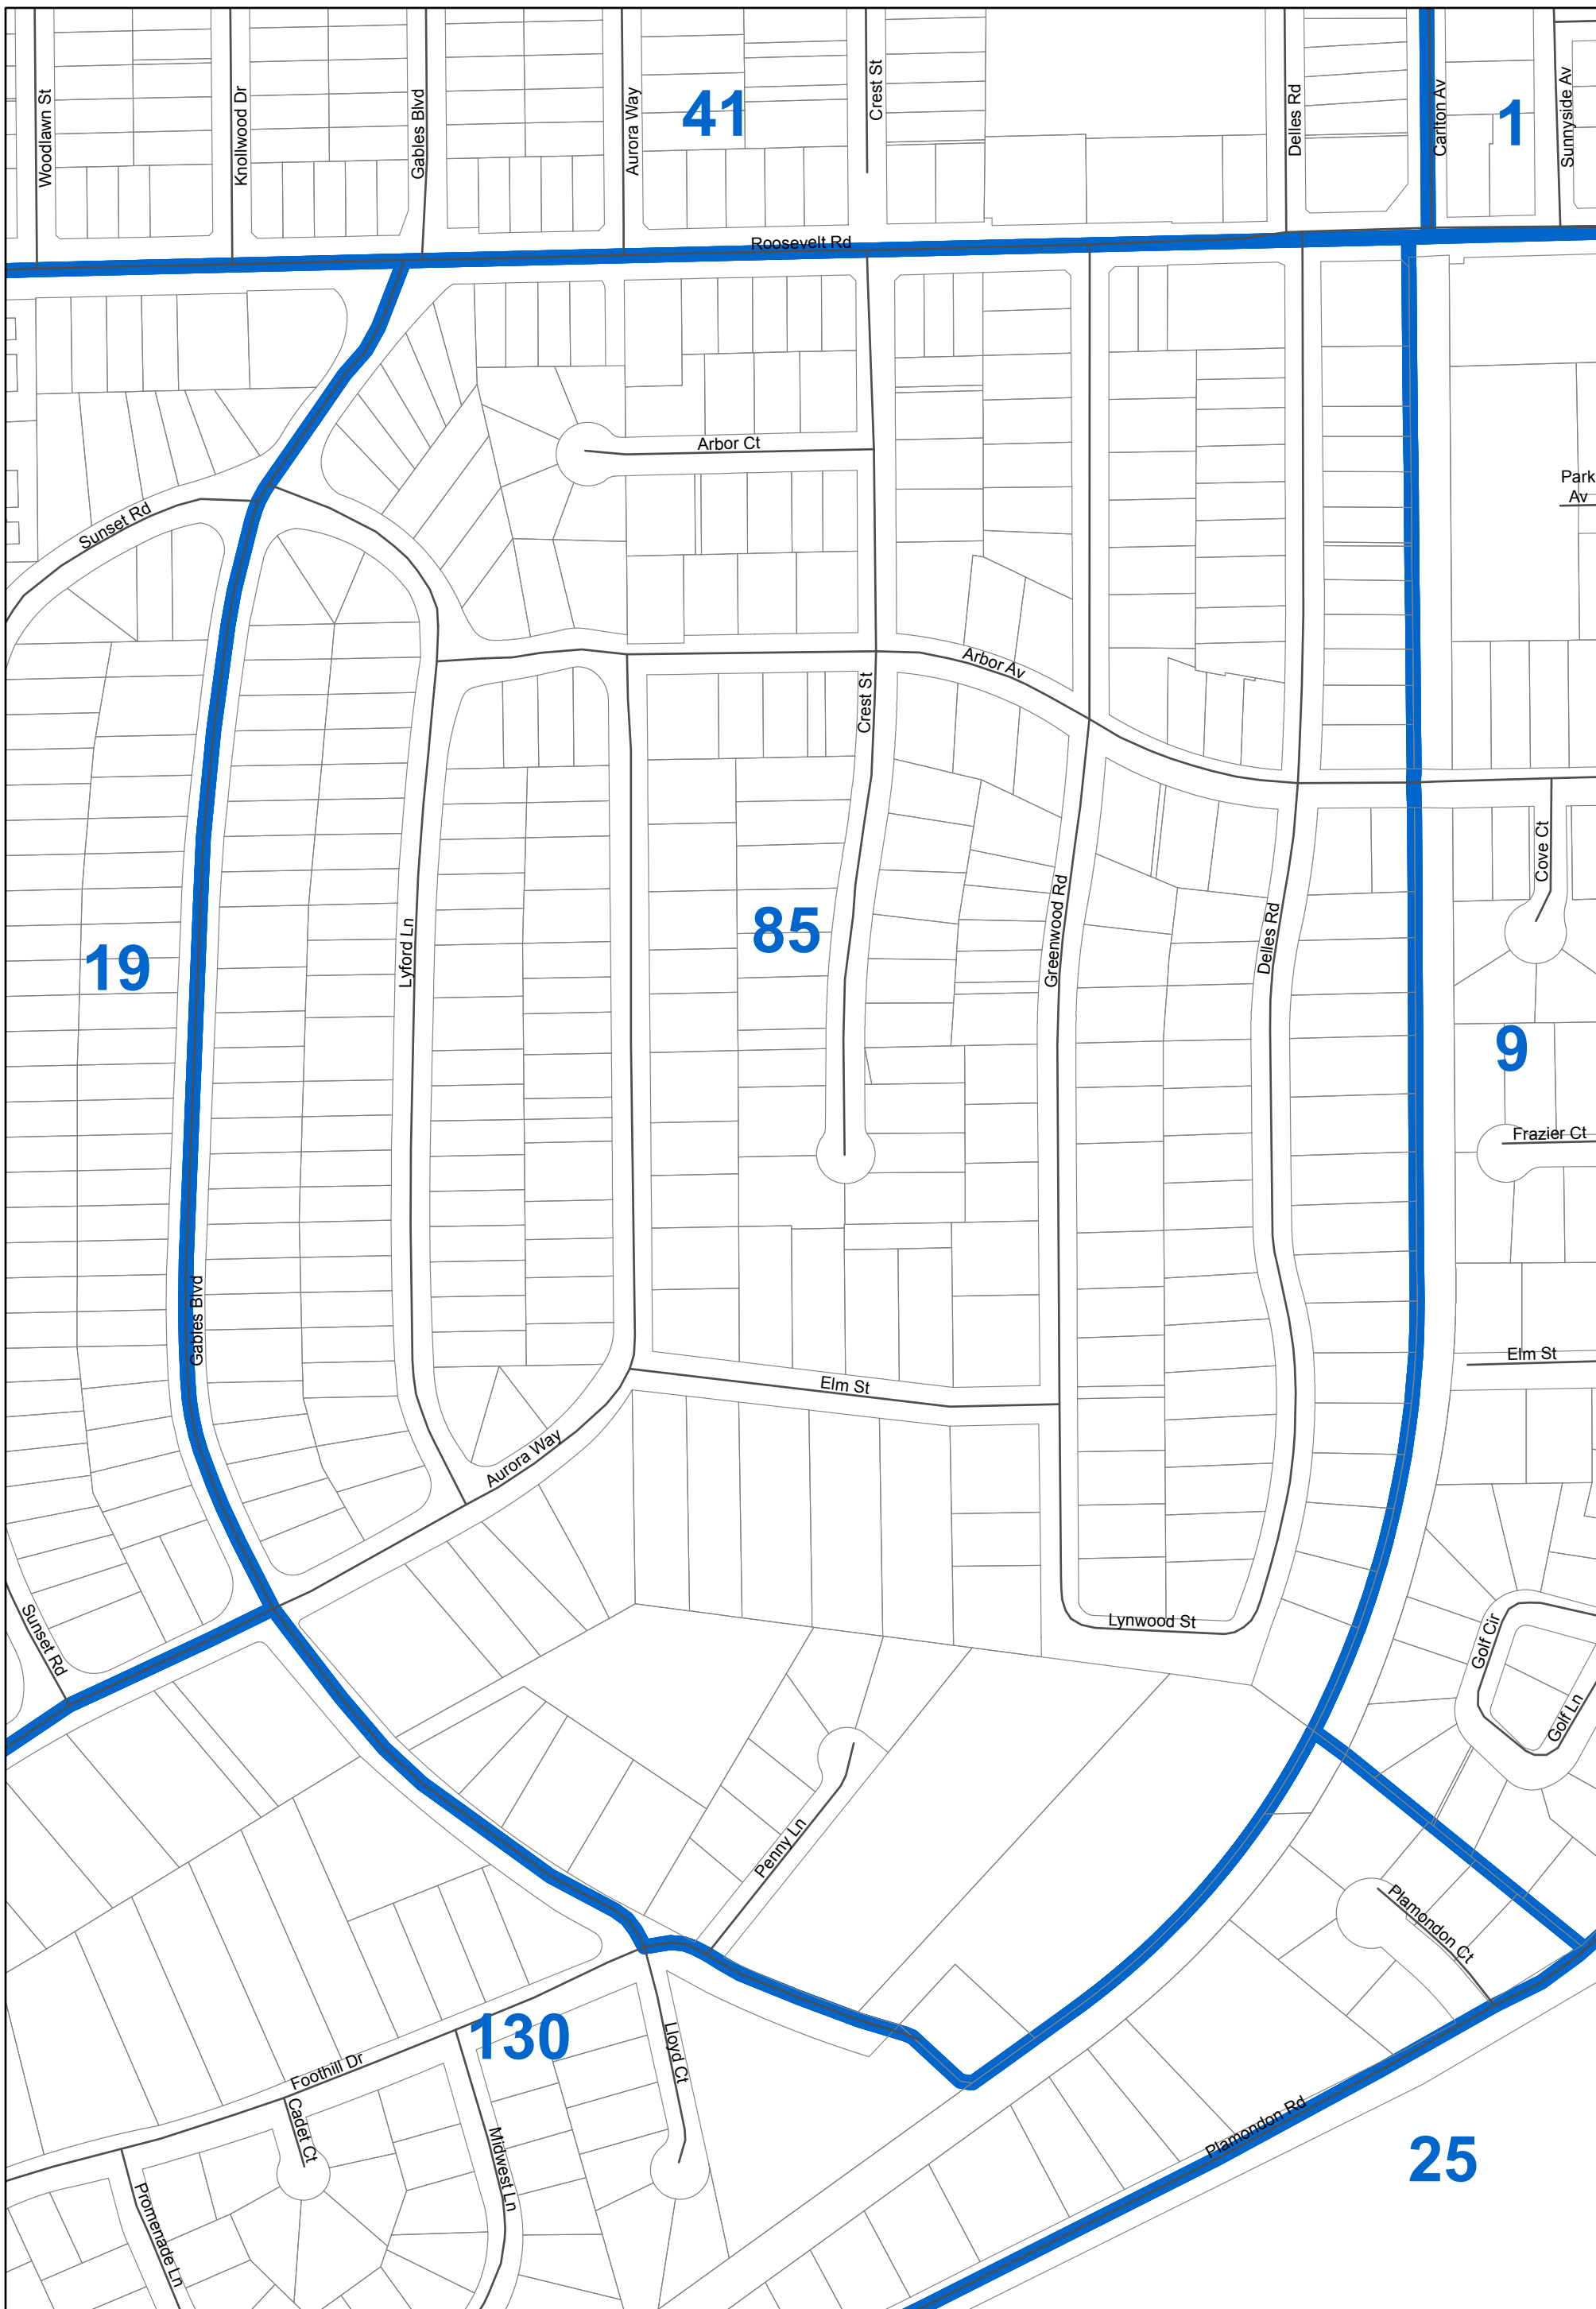 Woodlawn St
Knollwood Dr
Gables Blvd
Aurora Way
41
Crest St
Delles Rd
Carlton Av
1
Sunnyside Av
Roosevelt Rd
Arbor Ct
Park
Av
Sunset Rd
Arbor Av
Crest St
Cove Ct
Lyford Ln
85
Greenwood Rd
Delles Rd
19
9
Frazier Ct
Gables Blvd
Elm St
Elm St
Aurora Way
Sunset Rd
Lynwood St
Golf Cir
Golf Ln
Penny Ln
Plamondon Ct
130
Lloyd Ct
Foothill Dr
Cadet Ct
Midwest Ln
Plamondon Rd
25
Promenade Ln